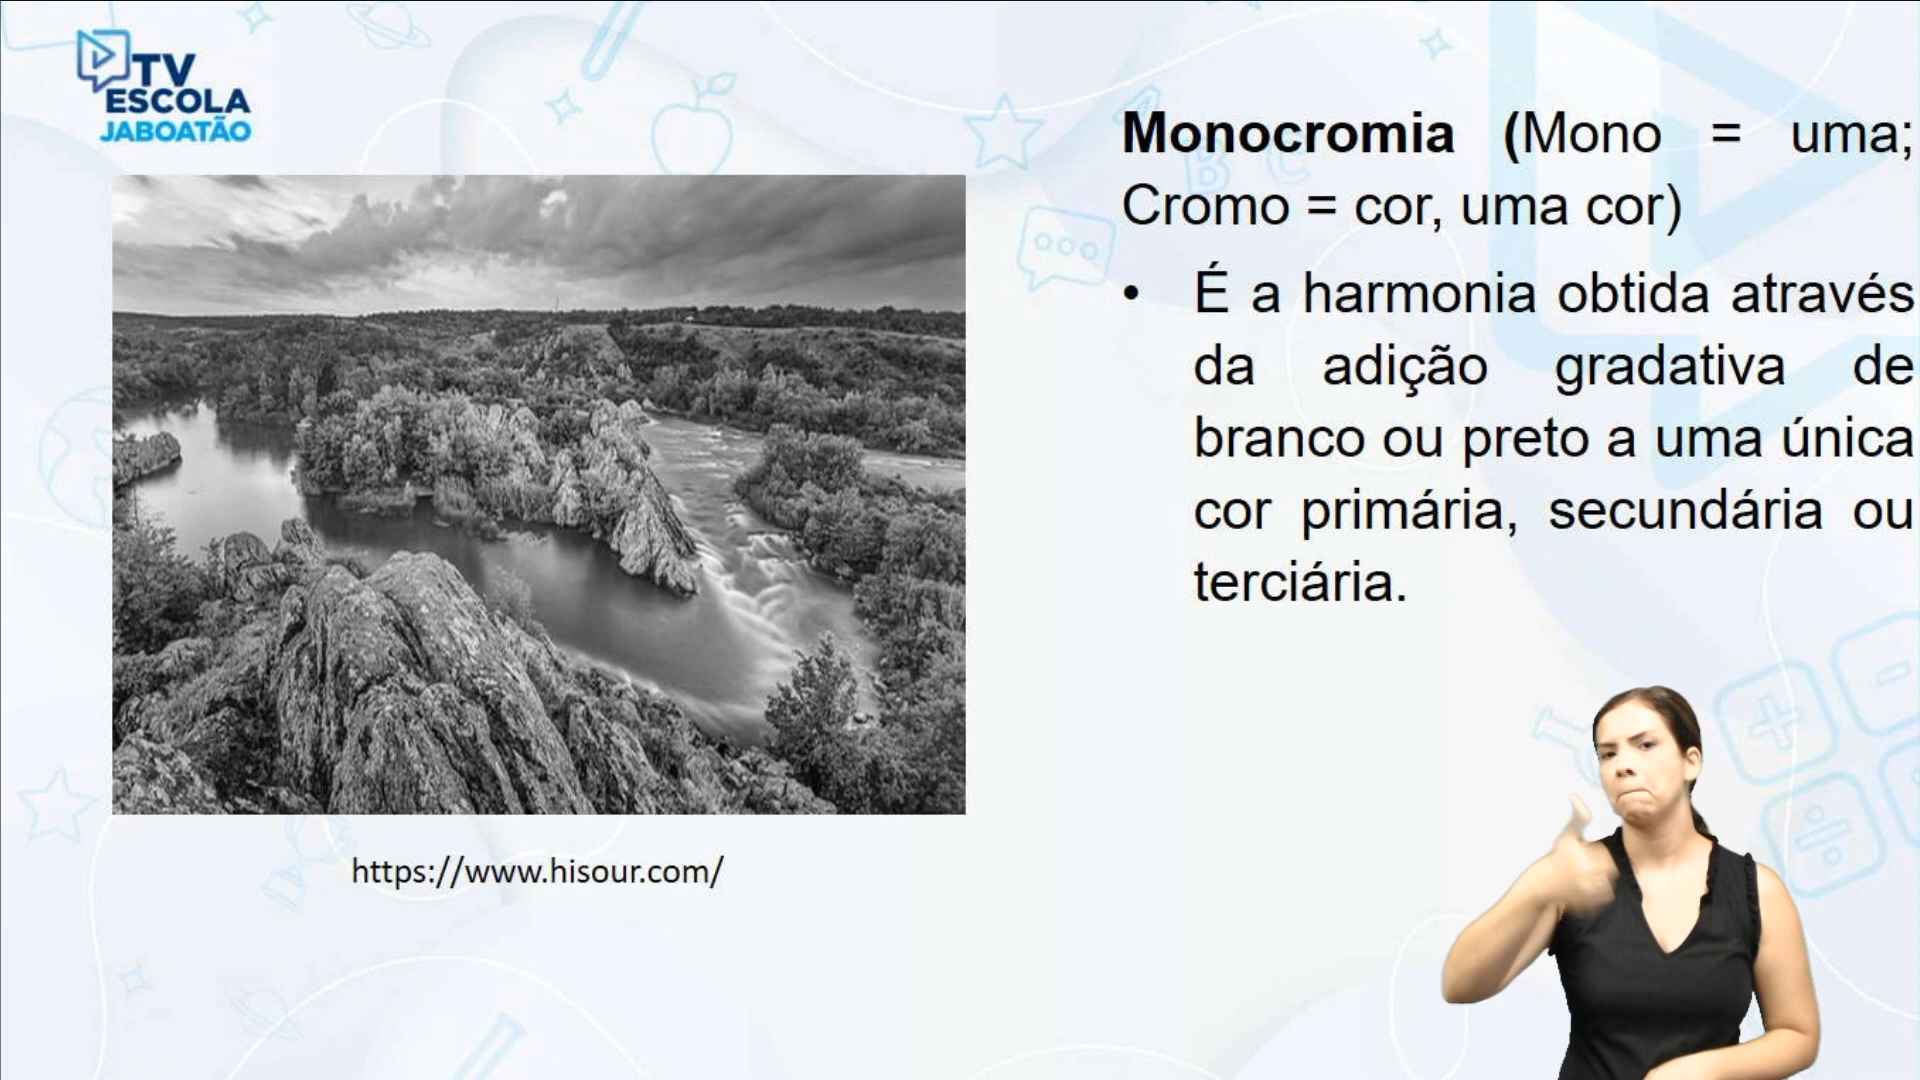 TV
ESCOLA
JABOATÃO
Monocromia (Mono = uma;
Cromo = cor, uma cor)
• É a harmonia obtida através
da adição gradativa de
branco ou preto a uma única
cor primária, secundária ou
terciária.
https://www.hisour.com/